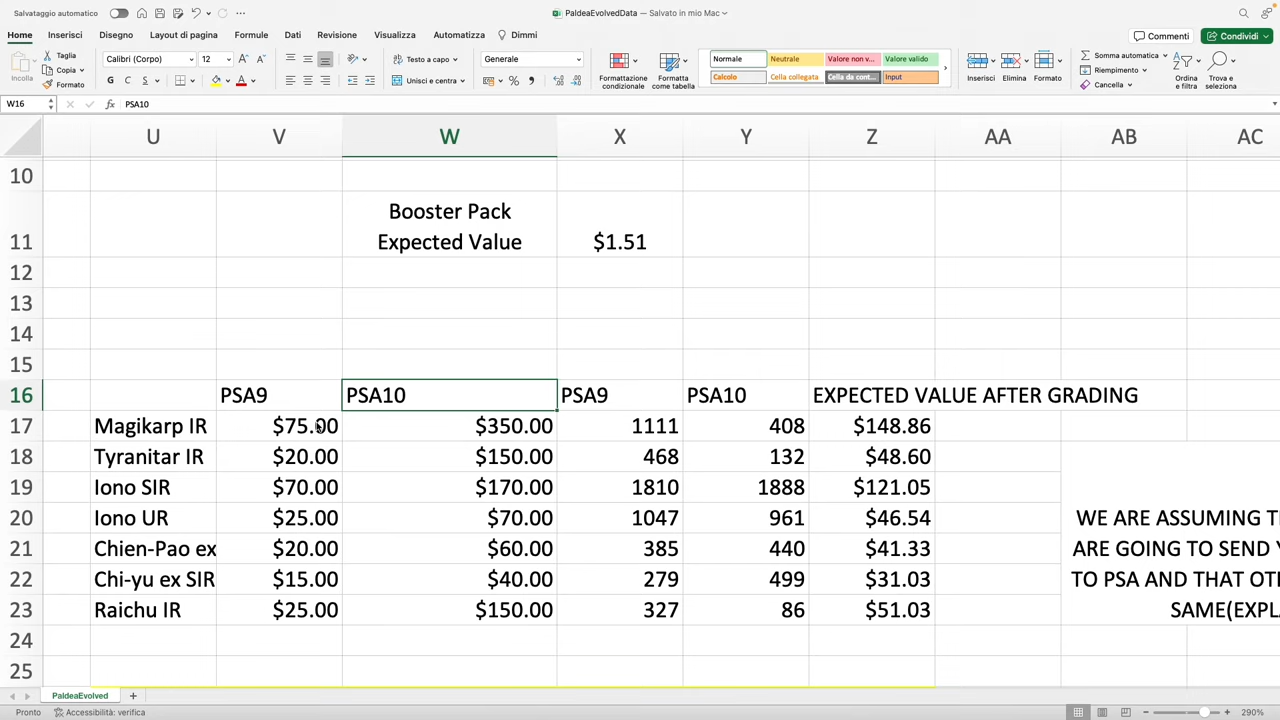 Salvataggio automatico
PaldeaEvolvedData — Salvato in mio Mac
Home Inserisci Disegno Layout di pagina Formule Dati Revisione Visualizza Automatizza Dimmi Commenti Condividi
Incolla
Taglia
Copia
Formato
Calibri (Corpo) 12
G C S
Testo a capo
Unisci e centra
Generale
Formattazione condizionale
Formatta come tabella
Normale Neutrale Valore non v... Valore valido
Calcolo Cella collegata Cella da cont... Input
Inserisci Elimina Formato
Somma automatica
Riempimento
Cancella
Ordina e filtra
Trova e seleziona
W16 fx PSA10
U V W X Y Z AA AB AC
10
11 Booster Pack Expected Value $1.51
12
13
14
15
16 PSA9 PSA10 PSA9 PSA10 EXPECTED VALUE AFTER GRADING
17 Magikarp IR $75.00 $350.00 1111 408 $148.86
18 Tyranitar IR $20.00 $150.00 468 132 $48.60
19 Iono SIR $70.00 $170.00 1810 1888 $121.05
20 Iono UR $25.00 $70.00 1047 961 $46.54 WE ARE ASSUMING T
21 Chien-Pao ex $20.00 $60.00 385 440 $41.33 ARE GOING TO SEND
22 Chi-yu ex SIR $15.00 $40.00 279 499 $31.03 TO PSA AND THAT
23 Raichu IR $25.00 $150.00 327 86 $51.03 SAME(EXPL
24
25
PaldeaEvolved
Pronto Accessibilità: verifica 290%